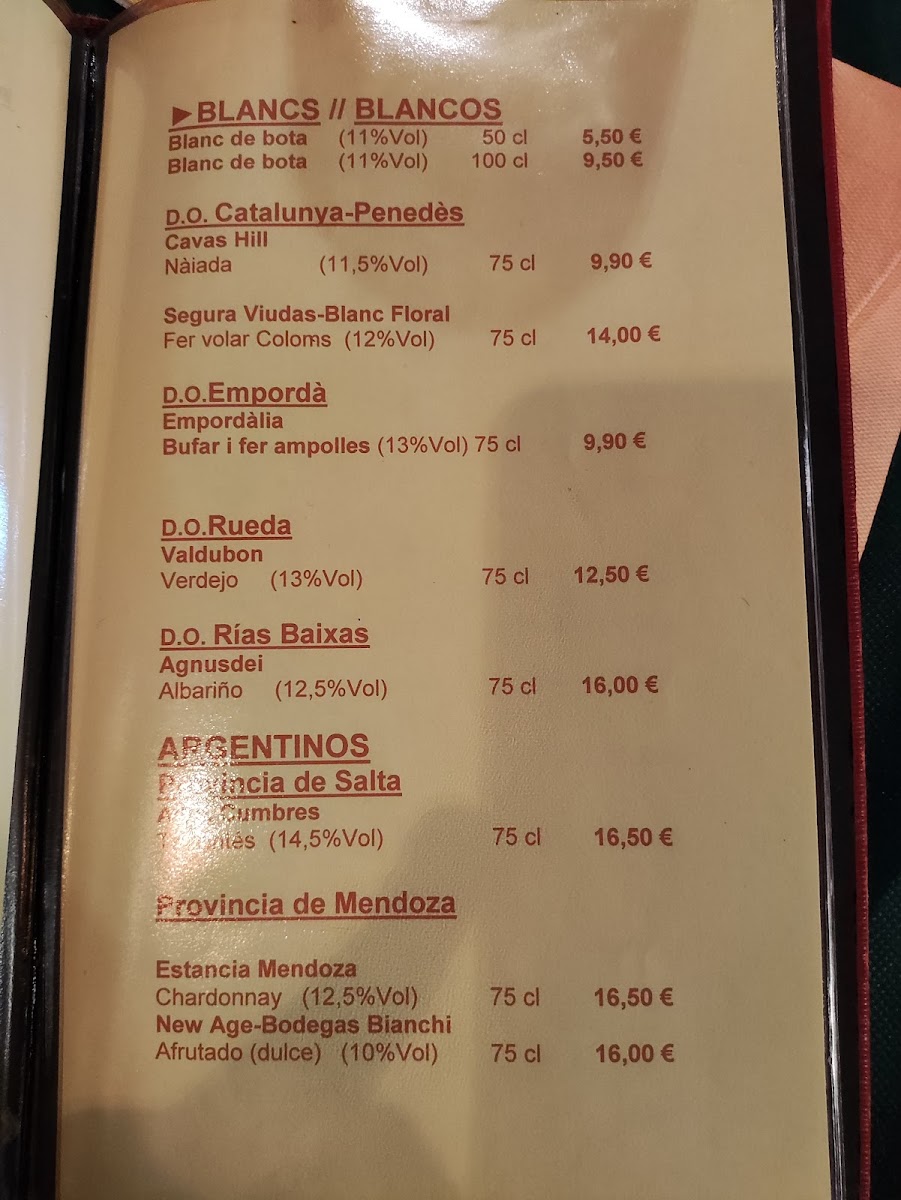 ►BLANCS // BLANCOS
Blanc de bota (11%Vol) 50 cl 5,50 €
Blanc de bota (11%Vol) 100 cl 9,50 €
D.O. Catalunya-Penedès
Cavas Hill
Nàiada (11,5%Vol) 75 cl 9,90 €
Segura Viudas-Blanc Floral
Fer volar Coloms (12%Vol) 75 cl 14,00 €
D.O.Empordà
Empordàlia
Bufar i fer ampolles (13%Vol) 75 cl 9,90 €
D.O.Rueda
Valdubon
Verdejo (13%Vol) 75 cl 12,50 €
D.O. Rías Baixas
Agnusdei
Albariño (12,5%Vol) 75 cl 16,00 €
ARGENTINOS
Provincia de Salta
Cumbres
(14,5%Vol) 75 cl 16,50 €
Provincia de Mendoza
Estancia Mendoza
Chardonnay (12,5%Vol) 75 cl 16,50 €
New Age-Bodegas Bianchi
Afrutado (dulce) (10%Vol) 75 cl 16,00 €